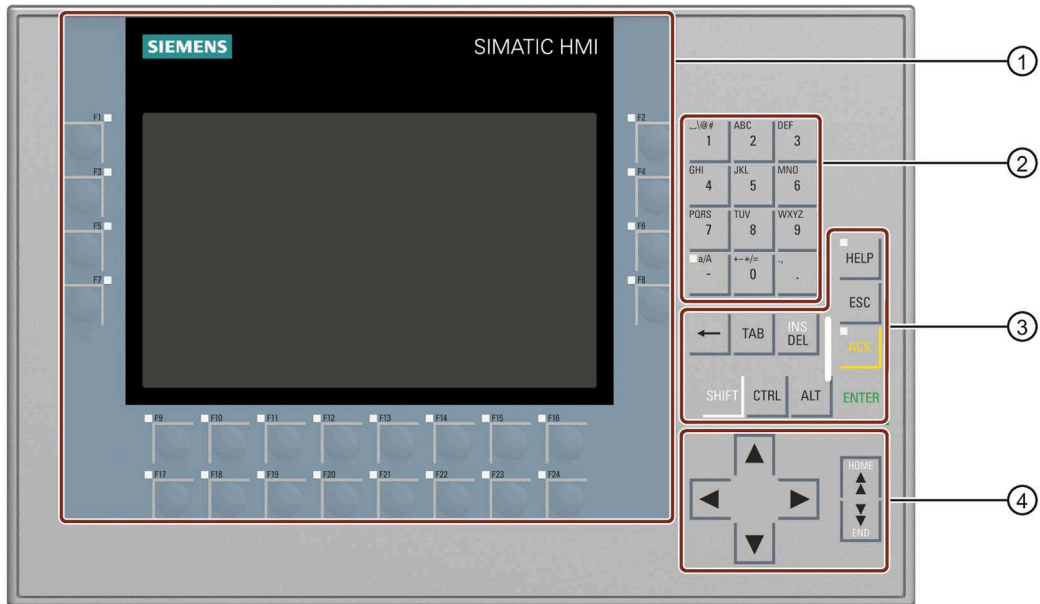 SIEMENS
SIMATIC HMI
1
F1
F2
F3
F4
F5
F6
F7
F8
␣\@#
1
ABC
2
DEF
3
GHI
4
JKL
5
MNO
6
PQRS
7
TUV
8
WXYZ
9
a/A
-
+-*/=
0
.,
.
2
HELP
ESC
ACK
3
←
TAB
INS
DEL
SHIFT
CTRL
ALT
ENTER
F9
F10
F11
F12
F13
F14
F15
F16
F17
F18
F19
F20
F21
F22
F23
F24
HOME
END
4